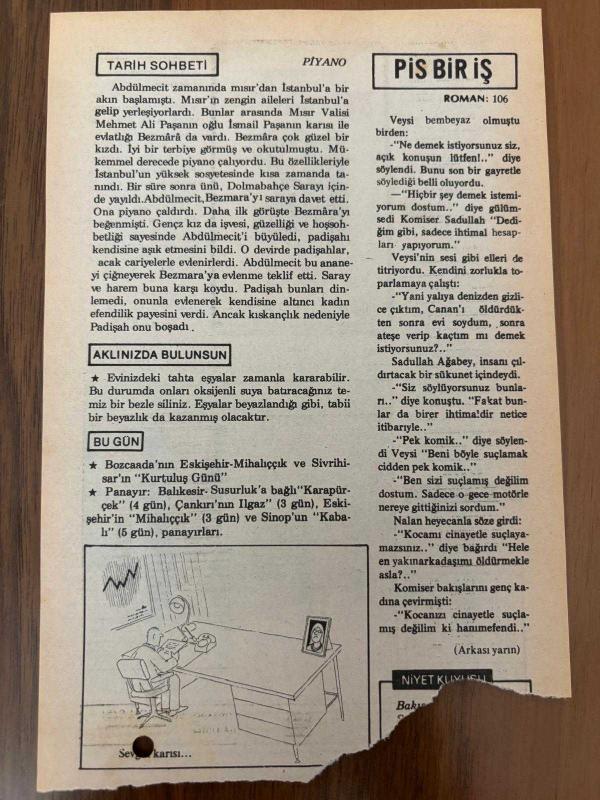 TARİH SOHBETİ
PİYANO
Abdülmecit zamanında mısır'dan İstanbul'a bir
akın başlamıştı. Mısır'ın zengin aileleri İstanbul'a
gelip yerleşiyorlardı. Bunlar arasında Mısır Valisi
Mehmet Ali Paşanın oğlu İsmail Paşanın karısı ile
evlatlığı Bezmârâ da vardı. Bezmara çok güzel bir
kızdı. İyi bir terbiye görmüş ve okutulmuştu. Mü-
kemmel derecede piyano çalıyordu. Bu özellikleriyle
İstanbul'un yüksek sosyetesinde kısa zamanda ta-
nındı. Bir süre sonra ünü, Dolmabahçe Sarayı için-
de yayıldı.Abdülmecit,Bezmara'yı saraya davet etti.
Ona piyano çaldırdı. Daha ilk görüşte Bezmâra'yı
beğenmişti. Gençz kız da işvesi, güzelliği ve hoşsoh-
betliği sayesinde Abdülmecit'i büyüledi, padişahı
kendisine aşık etmesini bildi. O devirde padişahlar,
acak cariyelerle evlenirlerdi. Abdülmecit bu anane-
yi çiğneyerek Bezmara'ya evlenme teklif etti. Saray
ve harem buna karşı koydu. Padişah bunları din-
lemedi, onunla evlenerek kendisine altıncı kadın
efendilik payesini verdi. Ancak kıskançlık nedeniyle
Padişah onu boşadı.
AKLINIZDA BULUNSUN
★ Evinizdeki tahta eşyalar zamanla kararabilir.
Bu durumda onları oksijenli suya batıracağınız te-
miz bir bezle siliniz. Eşyalar beyazlandığı gibi, tabii
bir beyazlık da kazanmış olacaktır.
BU GÜN
★ Bozcaada'nın Eskişehir-Mihalıççık ve Sivrihi-
sar'ın "Kurtuluş Günü"
★ Panayır: Balıkesir- Susurluk'a bağlı"Karapür-
çek" (4 gün), Çankırı'nın Ilgaz" (3 gün), Eski-
şehir'in "Mihalıççık" (3 gün) ve Sinop'un "Kaba-
lı" (5 gün), panayırları.
karısı...
PİS BİR İŞ
ROMAN: 106
Veysi bembeyaz olmuştu
birden:
-"Ne demek istiyorsunuz siz,
açık konuşun lütfen!.." diye
söylendi. Bunu son bir gayretle
söylediği belli oluyordu.
—"Hiçbir şey demek istemi-
yorum dostum.." diye gülüm-
sedi Komiser Sadullah "Dedi-
ğim gibi, sadece ihtimal hesap-
ları yapıyorum."
Veysi'nin sesi gibi elleri de
titriyordu. Kendini zorlukla to-
parlamaya çalıştı:
-"Yani yalıya denizden gizli-
ce çıktım, Canan'ı öldürdük-
ten sonra evi soydum, sonra
ateşe verip kaçtım mı demek
istiyorsunuz?.."
Sadullah Ağabey, insanı çıl-
dırtacak bir sükunet içindeydi.
-"Siz söylüyorsunuz bunla-
rı.." diye konuştu. "Fakat bun-
lar da birer ihtima!dir netice
itibariyle.."
-"Pek komik.." diye söylen-
di Veysi "Beni böyle suçlamak
cidden pek komik.."
-"Ben sizi suçlamış değilim
dostum. Sadece o gece motörle
nereye gittiğinizi sordum."
Nalan heyecanla söze girdi:
-"Kocamı cinayetle suçlaya-
mazsınız.." diye bağırdı "Hele
en yakınarkadaşımı öldürmekle
asla?.."
Komiser bakışlarını genç ka-
dına çevirmişti:
-"Kocanızı cinayetle suçla-
mış değilim ki hanımefendi.."
(Arkası yarın)
NİYET KUYUSU